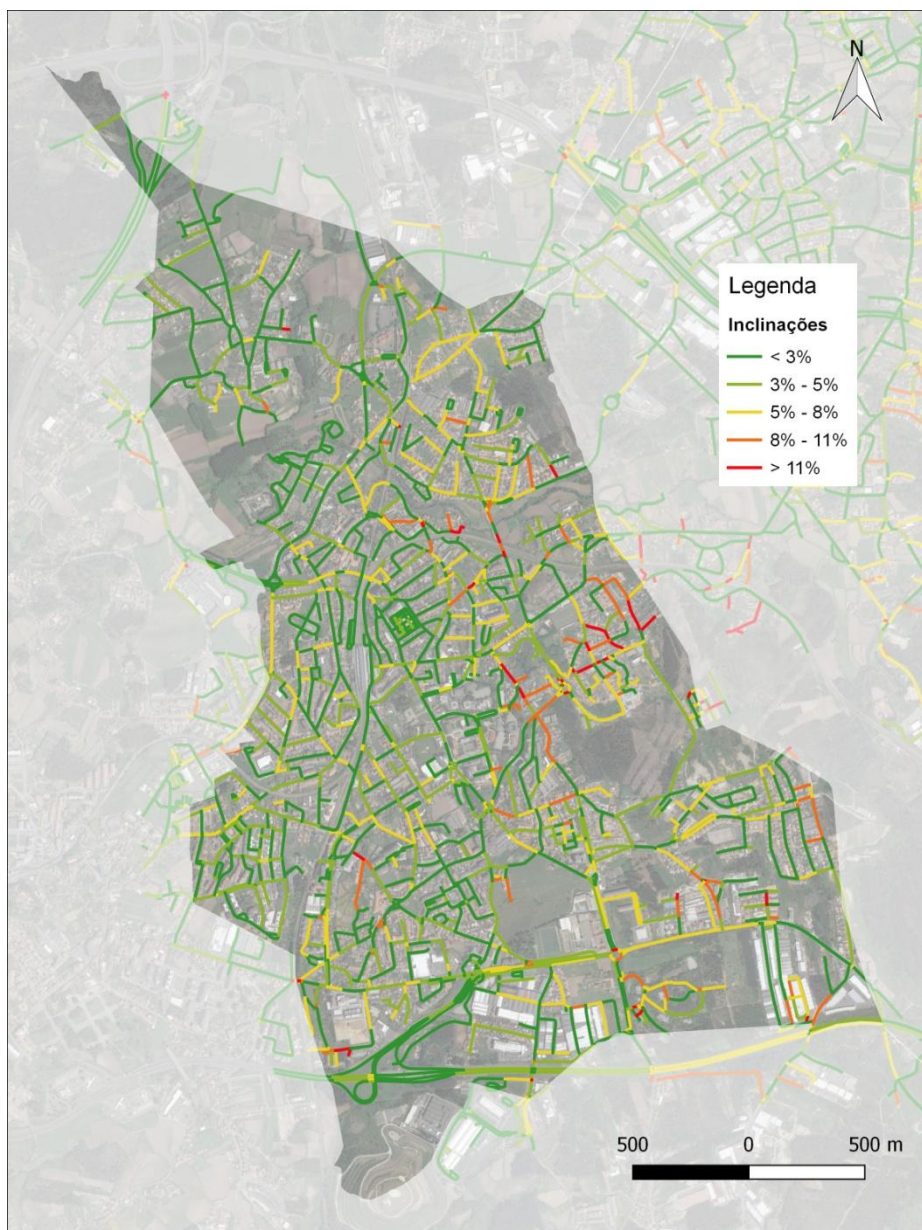 N
Legenda
Inclinações
< 3%
3% - 5%
5% - 8%
8% - 11%
> 11%
500 0 500 m